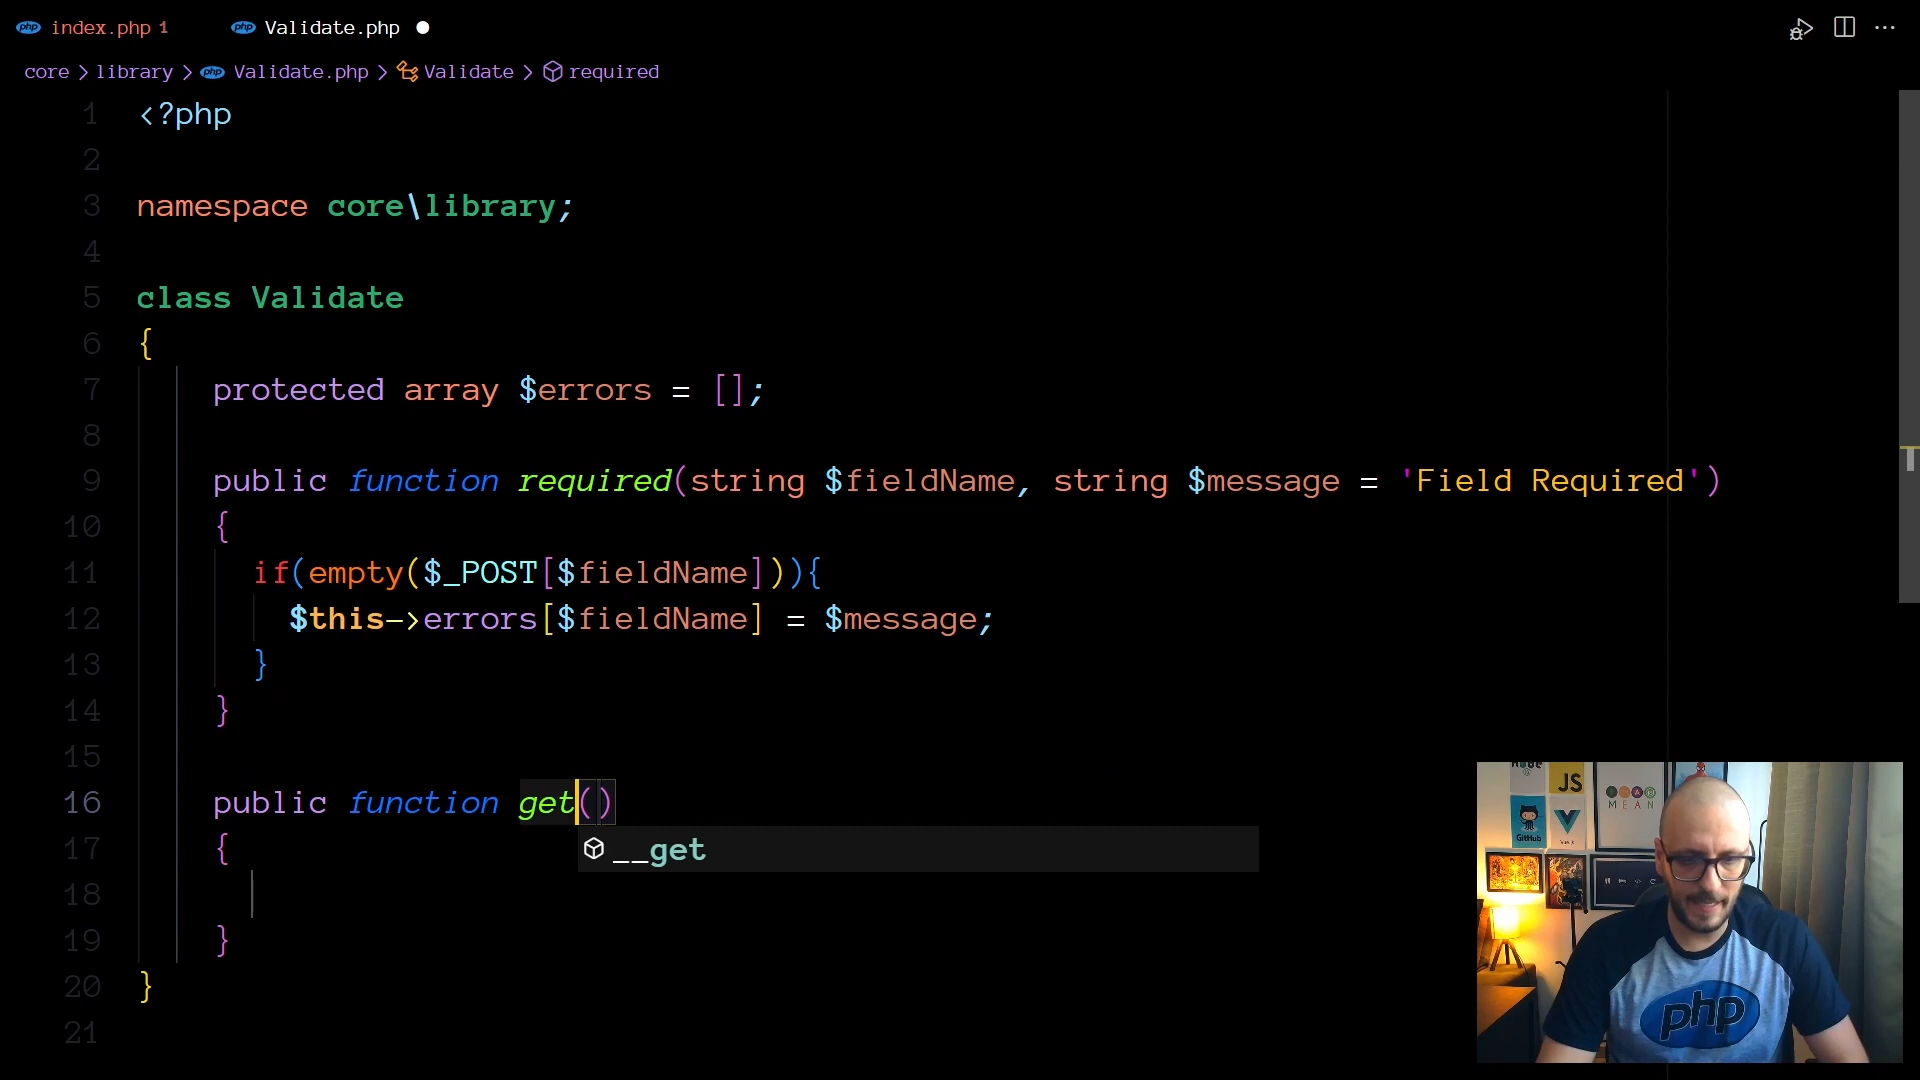 index.php 1
Validate.php
core > library > Validate.php > Validate > required
1 <?php
2
3 namespace core\library;
4
5 class Validate
6 {
7 protected array $errors = [];
8
9 public function required(string $fieldName, string $message = 'Field Required')
10 {
11 if(empty($_POST[$fieldName])){
12 $this->errors[$fieldName] = $message;
13 }
14 }
15
16 public function get()
__get
17 {
18
19 }
20 }
21
JS
GitHub
MEAN
php